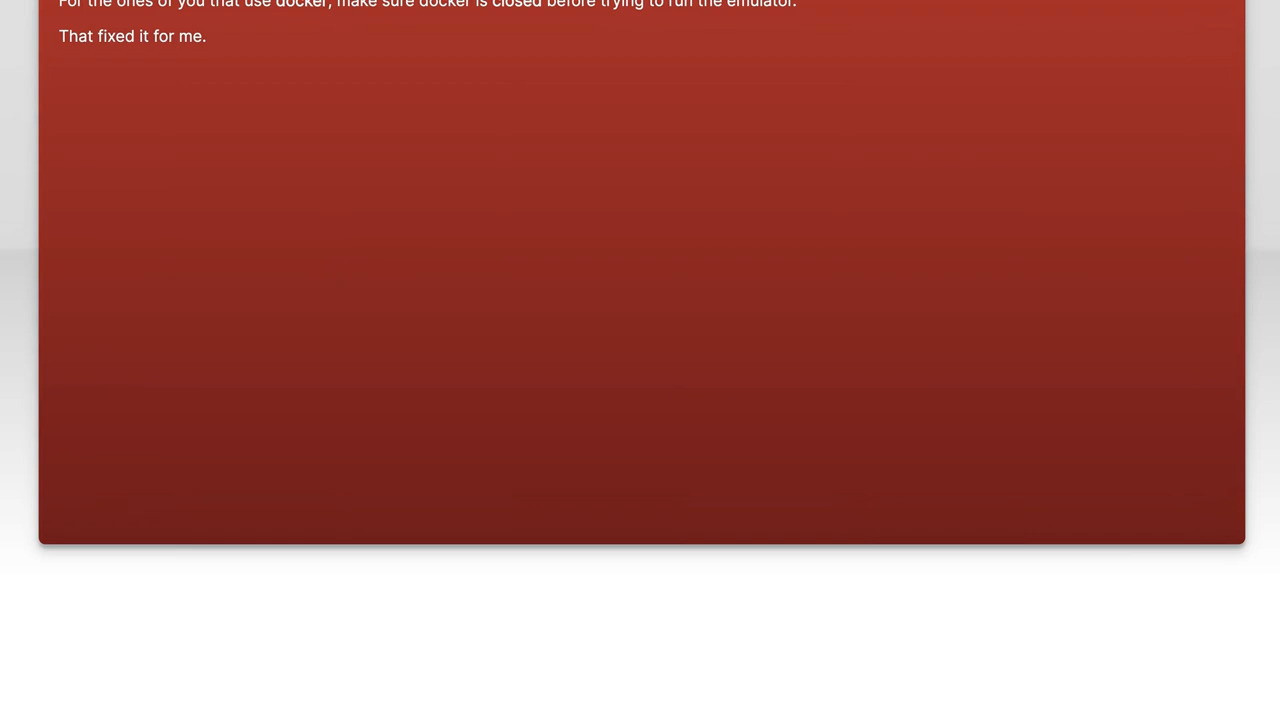 For the ones of you that use docker, make sure docker is closed before trying to run the emulator.
That fixed it for me.